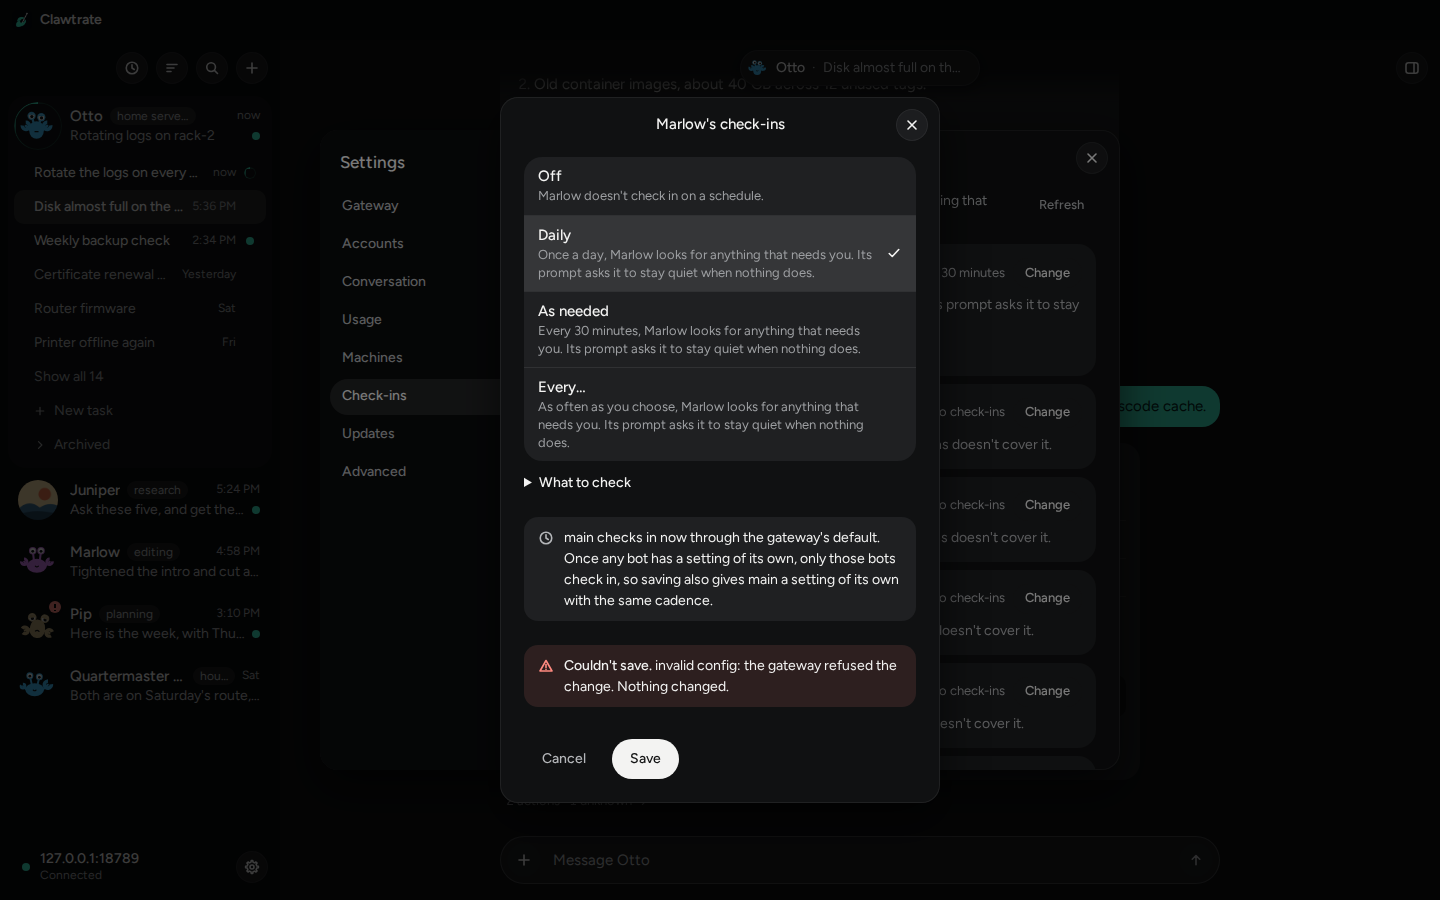 Clawtrate
Otto · Disk almost full on th...
2. Old container images, about 40 GB across 12 unused tags.
Otto home serve... now
Rotating logs on rack-2
Rotate the logs on every ... now
Disk almost full on the ... 5:36 PM
Weekly backup check 2:34 PM
Certificate renewal ... Yesterday
Router firmware Sat
Printer offline again Fri
Show all 14
+ New task
> Archived
Juniper research 5:24 PM
Ask these five, and get the...
Marlow editing 4:58 PM
Tightened the intro and cut a...
Pip planning 3:10 PM
Here is the week, with Thu...
Quartermaster ... hou... Sat
Both are on Saturday's route,...
127.0.0.1:18789
Connected
Settings
Gateway
Accounts
Conversation
Usage
Machines
Check-ins
Updates
Advanced
Marlow's check-ins
Off
Marlow doesn't check in on a schedule.
Daily
Once a day, Marlow looks for anything that needs you. Its
prompt asks it to stay quiet when nothing does.
As needed
Every 30 minutes, Marlow looks for anything that needs
you. Its prompt asks it to stay quiet when nothing does.
Every...
As often as you choose, Marlow looks for anything that
needs you. Its prompt asks it to stay quiet when nothing
does.
What to check
main checks in now through the gateway's default.
Once any bot has a setting of its own, only those bots
check in, so saving also gives main a setting of its own
with the same cadence.
Couldn't save. invalid config: the gateway refused the
change. Nothing changed.
Cancel
Save
ing that
Refresh
30 minutes Change
s prompt asks it to stay
o check-ins Change
s doesn't cover it.
o check-ins Change
s doesn't cover it.
o check-ins Change
doesn't cover it.
o check-ins Change
esn't cover it.
scode cache.
Message Otto